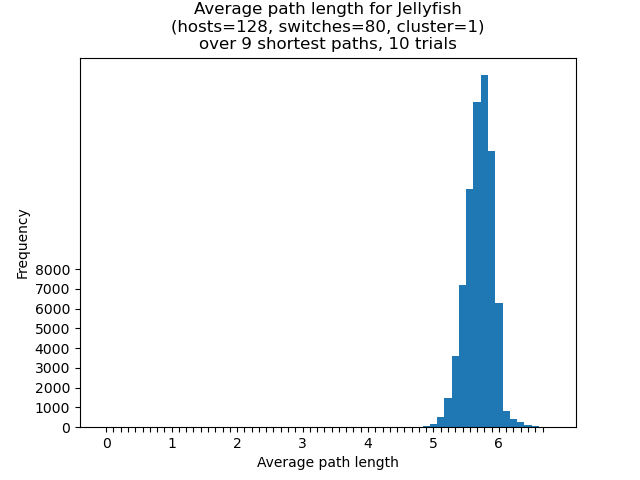 Average path length for Jellyfish
(hosts=128, switches=80, cluster=1)
over 9 shortest paths, 10 trials
Frequency
8000
7000
6000
5000
4000
3000
2000
1000
0
0 1 2 3 4 5 6
Average path length